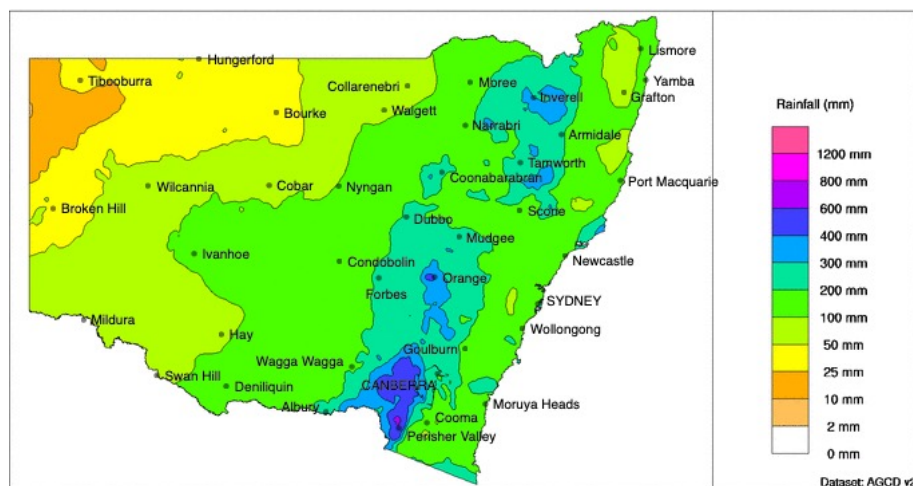 Hungerford
Tibooburra
Collarenebri
Moree
Lismore
Yamba
Inverell
Grafton
Bourke
Walgett
Narrabri
Armidale
Tamworth
Coonabarabran
Wilcannia
Cobar
Nyngan
Port Macquarie
Broken Hill
Dubbo
Scone
Mudgee
Ivanhoe
Condobolin
Newcastle
Forbes
Orange
SYDNEY
Mildura
Hay
Wollongong
Goulburn
Wagga Wagga
Swan Hill
Deniliquin
CANBERRA
Albury
Moruya Heads
Cooma
Perisher Valley
Rainfall (mm)
1200 mm
800 mm
600 mm
400 mm
300 mm
200 mm
100 mm
50 mm
25 mm
10 mm
2 mm
0 mm
Dataset: AGCD v2